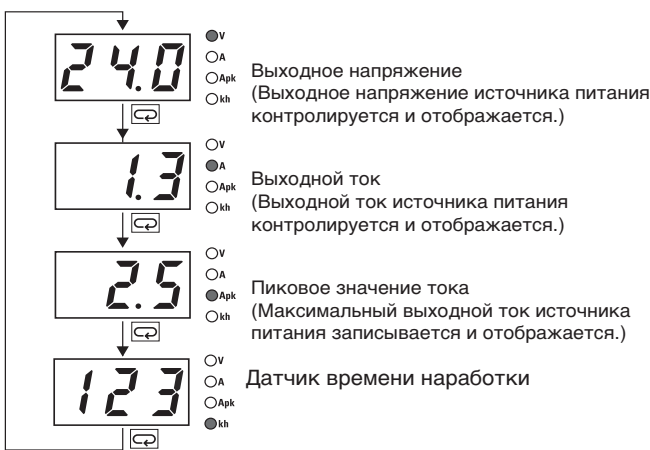 24.0
V
A
Apk
kh
Выходное напряжение
(Выходное напряжение источника питания
контролируется и отображается.)
1.3
V
A
Apk
kh
Выходной ток
(Выходной ток источника питания
контролируется и отображается.)
2.5
V
A
Apk
kh
Пиковое значение тока
(Максимальный выходной ток источника
питания записывается и отображается.)
123
V
A
Apk
kh
Датчик времени наработки